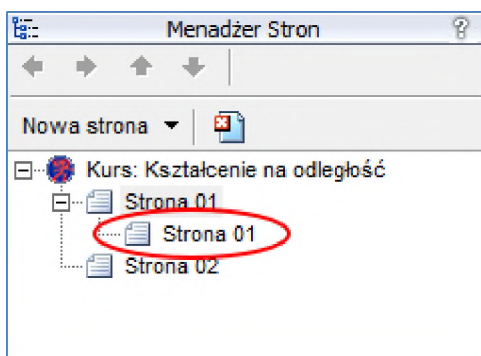 Menadżer Stron
Nowa strona
Kurs: Kształcenie na odległość
Strona 01
Strona 01
Strona 02